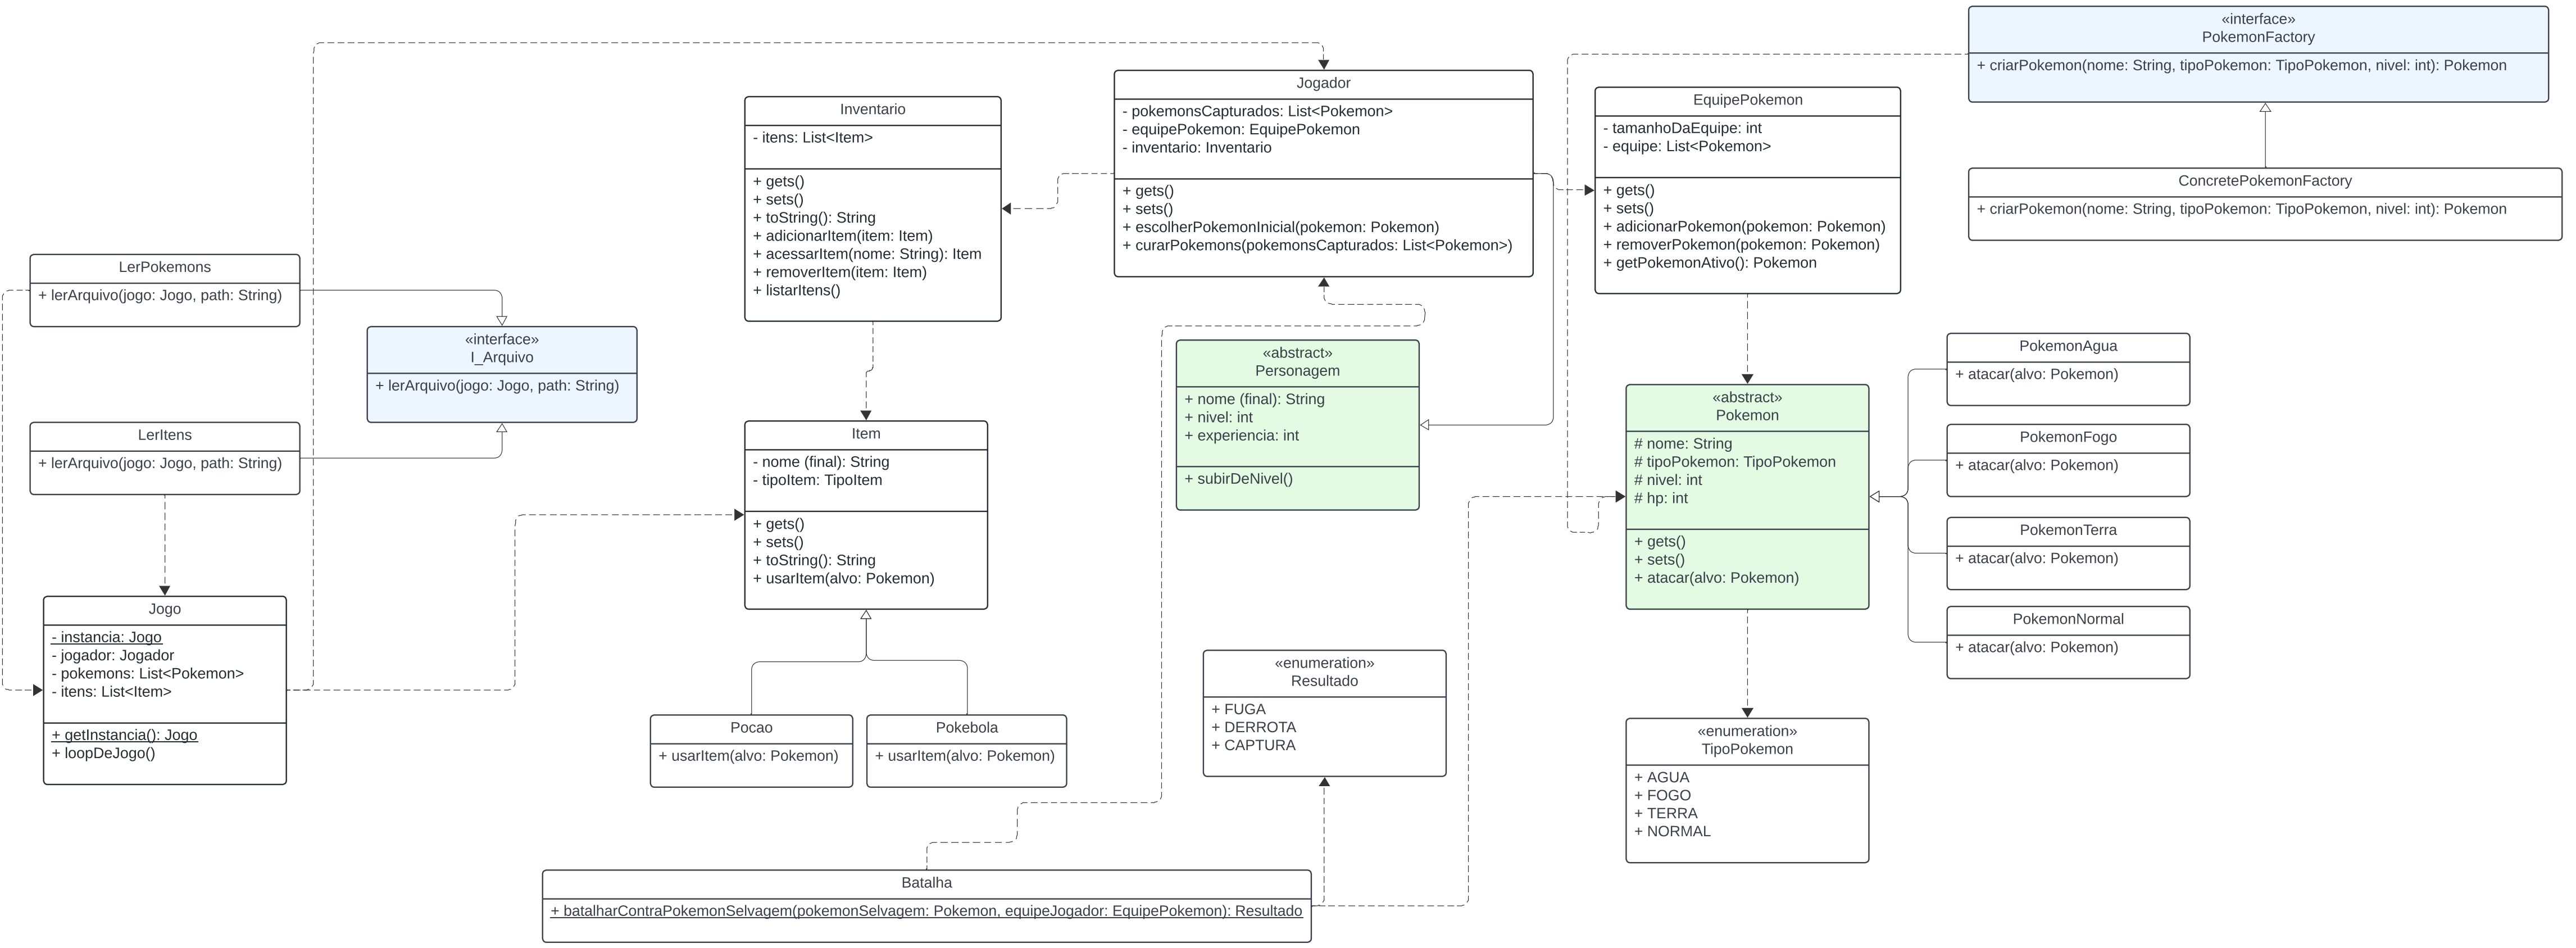 «interface»
PokemonFactory
+ criarPokemon(nome: String, tipoPokemon: TipoPokemon, nivel: int): Pokemon
ConcretePokemonFactory
+ criarPokemon(nome: String, tipoPokemon: TipoPokemon, nivel: int): Pokemon
Jogador
- pokemonsCapturados: List<Pokemon>
- equipePokemon: EquipePokemon
- inventario: Inventario
+ gets()
+ sets()
+ escolherPokemonInicial(pokemon: Pokemon)
+ curarPokemons(pokemonsCapturados: List<Pokemon>)
EquipePokemon
- tamanhoDaEquipe: int
- equipe: List<Pokemon>
+ gets()
+ sets()
+ adicionarPokemon(pokemon: Pokemon)
+ removerPokemon(pokemon: Pokemon)
+ getPokemonAtivo(): Pokemon
Inventario
- itens: List<Item>
+ gets()
+ sets()
+ toString(): String
+ adicionarItem(item: Item)
+ acessarItem(nome: String): Item
+ removerItem(item: Item)
+ listarItens()
LerPokemons
+ lerArquivo(jogo: Jogo, path: String)
«interface»
I_Arquivo
+ lerArquivo(jogo: Jogo, path: String)
LerItens
+ lerArquivo(jogo: Jogo, path: String)
«abstract»
Personagem
+ nome (final): String
+ nivel: int
+ experiencia: int
+ subirDeNivel()
«abstract»
Pokemon
# nome: String
# tipoPokemon: TipoPokemon
# nivel: int
# hp: int
+ gets()
+ sets()
+ atacar(alvo: Pokemon)
PokemonAgua
+ atacar(alvo: Pokemon)
PokemonFogo
+ atacar(alvo: Pokemon)
PokemonTerra
+ atacar(alvo: Pokemon)
PokemonNormal
+ atacar(alvo: Pokemon)
Item
- nome (final): String
- tipoItem: TipoItem
+ gets()
+ sets()
+ toString(): String
+ usarItem(alvo: Pokemon)
Jogo
- instancia: Jogo
- jogador: Jogador
- pokemons: List<Pokemon>
- itens: List<Item>
+ getInstancia(): Jogo
+ loopDeJogo()
Pocao
+ usarItem(alvo: Pokemon)
Pokebola
+ usarItem(alvo: Pokemon)
«enumeration»
Resultado
+ FUGA
+ DERROTA
+ CAPTURA
«enumeration»
TipoPokemon
+ AGUA
+ FOGO
+ TERRA
+ NORMAL
Batalha
+ batalharContraPokemonSelvagem(pokemonSelvagem: Pokemon, equipeJogador: EquipePokemon): Resultado